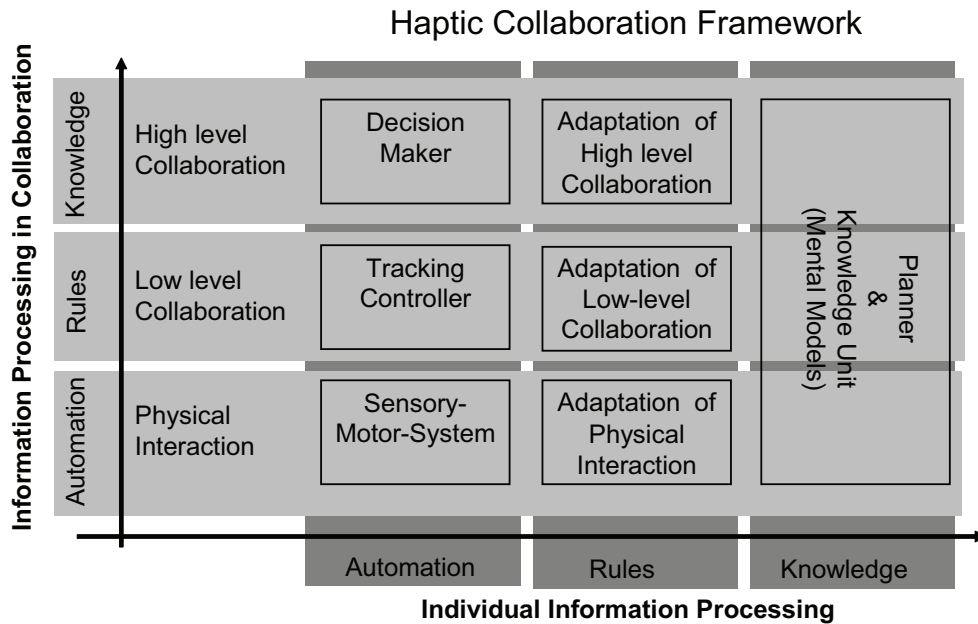 Haptic Collaboration Framework
Information Processing in Collaboration
Knowledge
High level
Collaboration
Decision
Maker
Adaptation of
High level
Collaboration
Planner
&
Knowledge Unit
(Mental Models)
Rules
Low level
Collaboration
Tracking
Controller
Adaptation of
Low-level
Collaboration
Automation
Physical
Interaction
Sensory-
Motor-System
Adaptation of
Physical
Interaction
Automation
Rules
Knowledge
Individual Information Processing